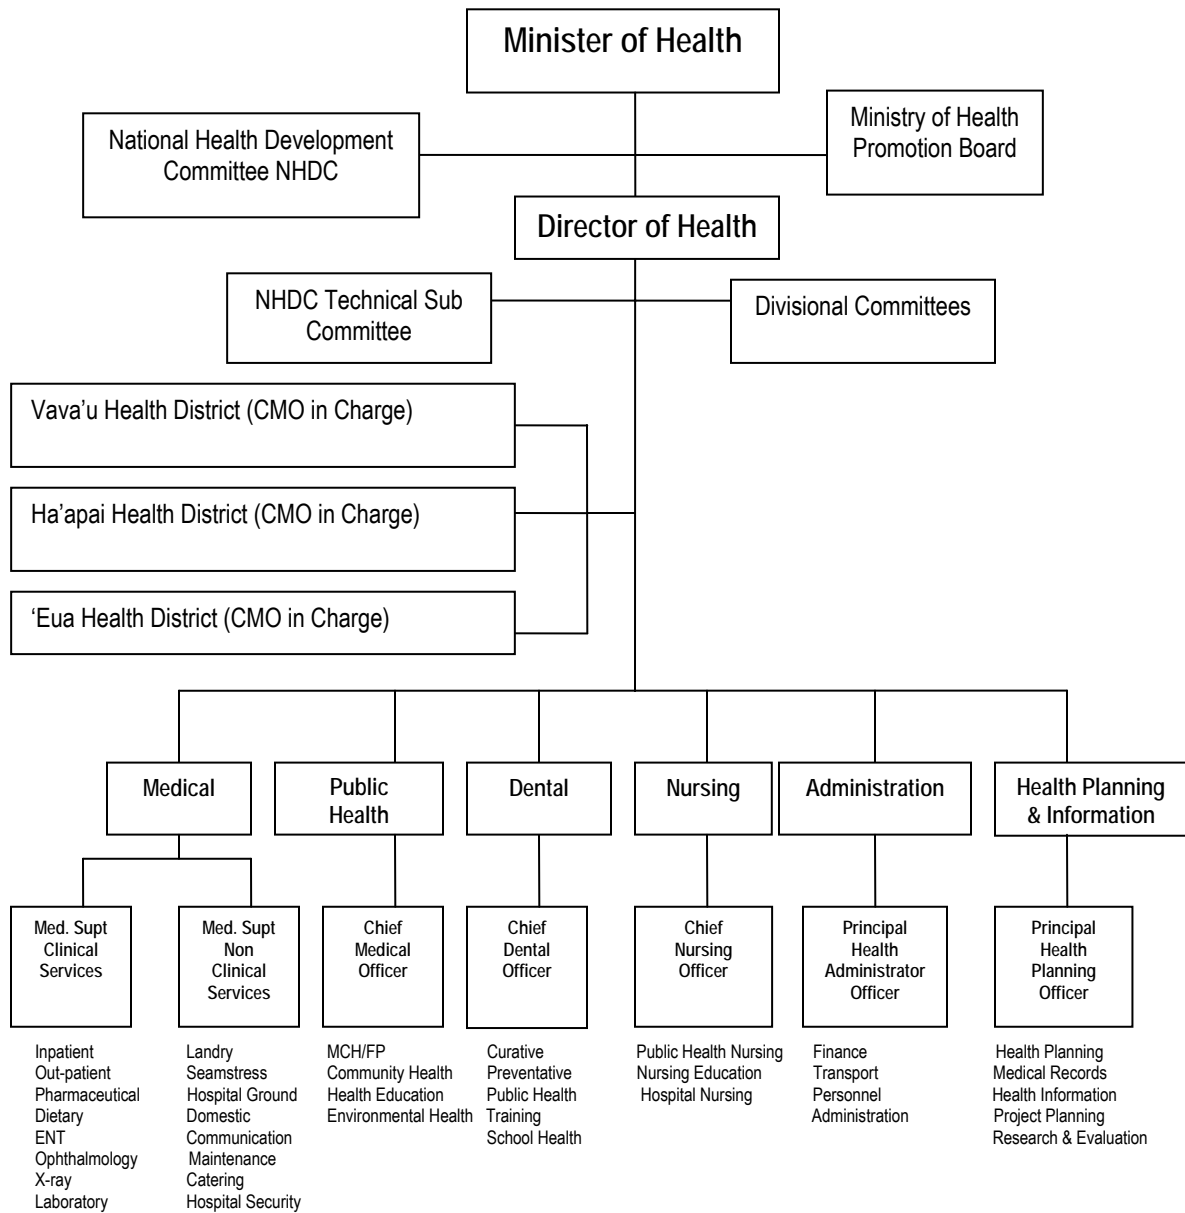 Minister of Health
National Health Development
Committee NHDC
Ministry of Health
Promotion Board
Director of Health
NHDC Technical Sub
Committee
Divisional Committees
Vava’u Health District (CMO in Charge)
Ha’apai Health District (CMO in Charge)
‘Eua Health District (CMO in Charge)
Medical
Public
Health
Dental
Nursing
Administration
Health Planning
& Information
Med. Supt
Clinical
Services
Med. Supt
Non
Clinical
Services
Chief
Medical
Officer
Chief
Dental
Officer
Chief
Nursing
Officer
Principal
Health
Administrator
Officer
Principal
Health
Planning
Officer
Inpatient
Out-patient
Pharmaceutical
Dietary
ENT
Ophthalmology
X-ray
Laboratory
Landry
Seamstress
Hospital Ground
Domestic
Communication
Maintenance
Catering
Hospital Security
MCH/FP
Community Health
Health Education
Environmental Health
Curative
Preventative
Public Health
Training
School Health
Public Health Nursing
Nursing Education
Hospital Nursing
Finance
Transport
Personnel
Administration
Health Planning
Medical Records
Health Information
Project Planning
Research & Evaluation